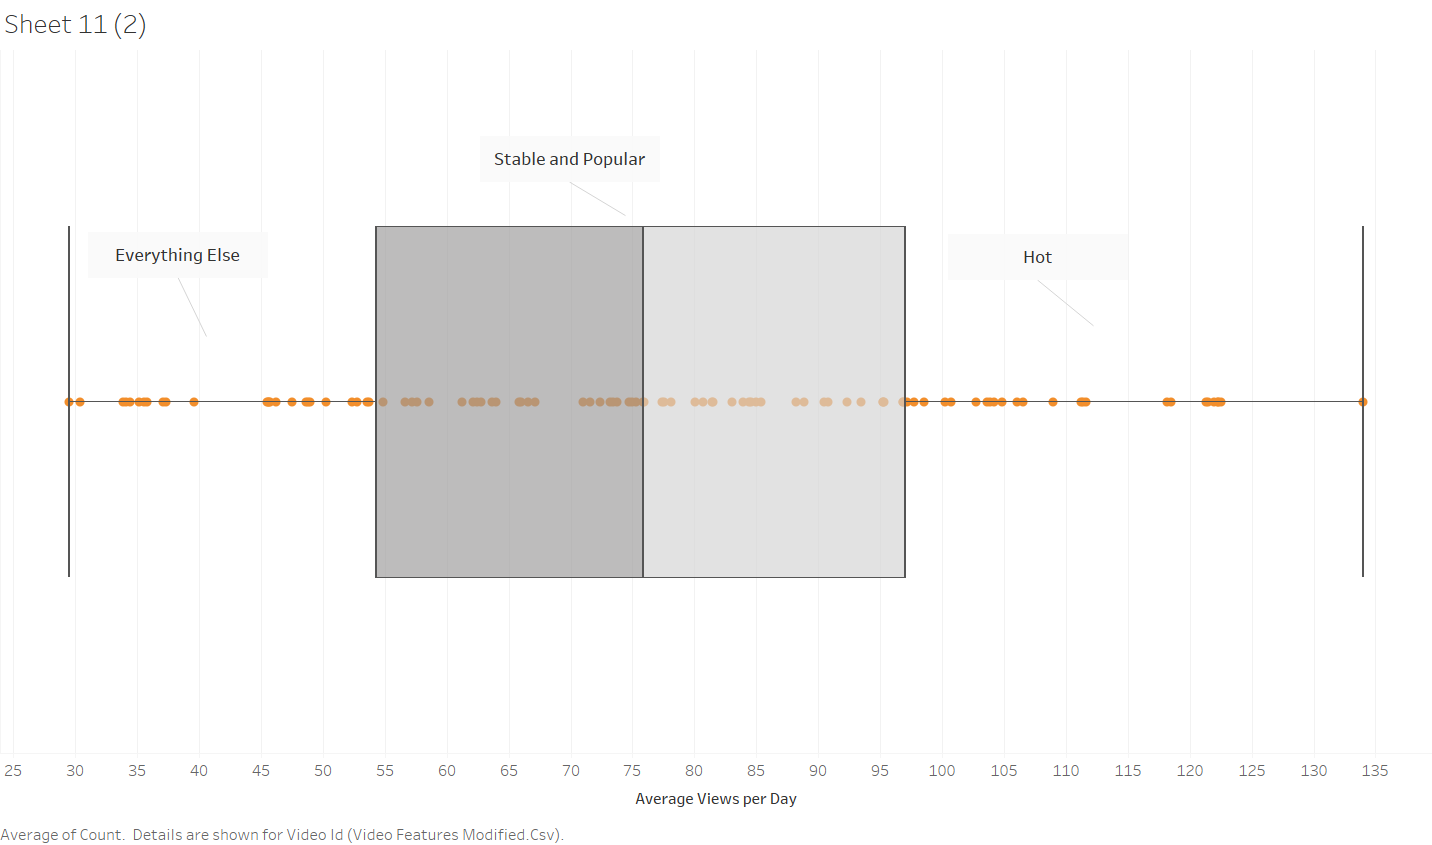 Sheet 11 (2)
Stable and Popular
Everything Else
Hot
25 30 35 40 45 50 55 60 65 70 75 80 85 90 95 100 105 110 115 120 125 130 135
Average Views per Day
Average of Count.  Details are shown for Video Id (Video Features Modified.Csv).